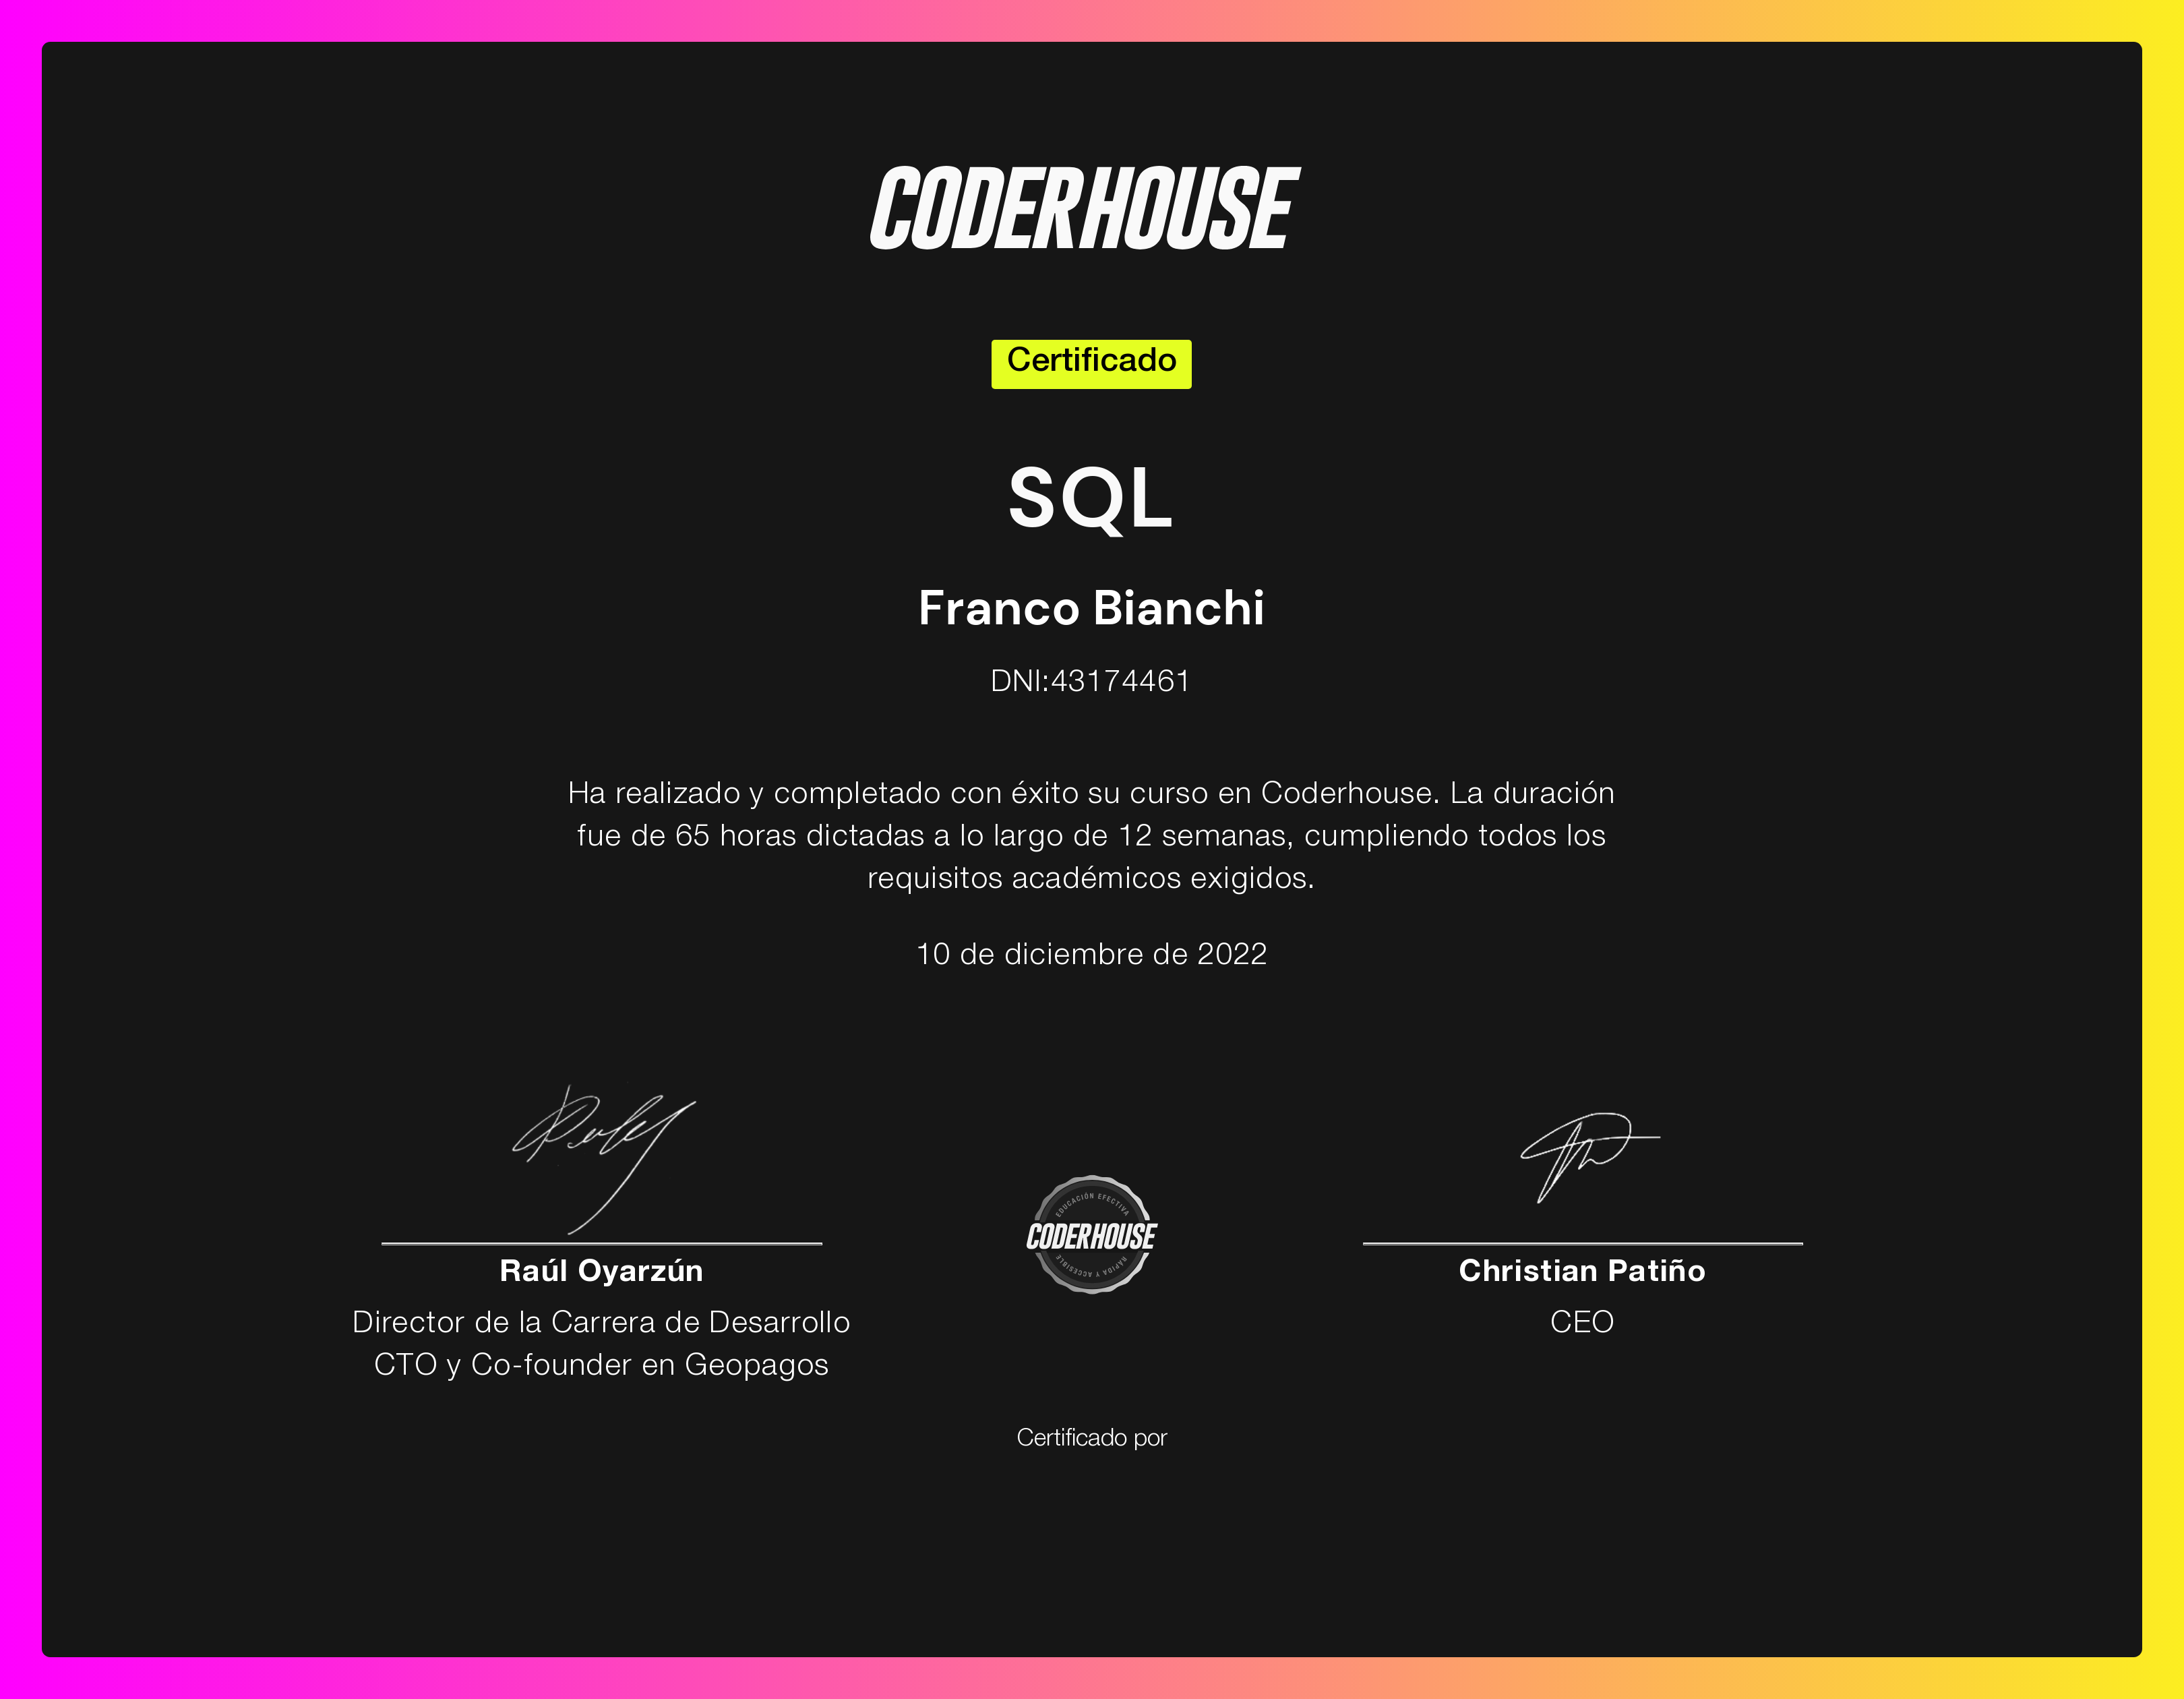 CODERHOUSE
Certificado
SQL
Franco Bianchi
DNI:43174461
Ha realizado y completado con éxito su curso en Coderhouse. La duración
fue de 65 horas dictadas a lo largo de 12 semanas, cumpliendo todos los
requisitos académicos exigidos.
10 de diciembre de 2022
EDUCACIÓN EFECTIVA
CODERHOUSE
RÁPIDA Y ACCESIBLE
Raúl Oyarzún
Director de la Carrera de Desarrollo
CTO y Co-founder en Geopagos
Christian Patiño
CEO
Certificado por